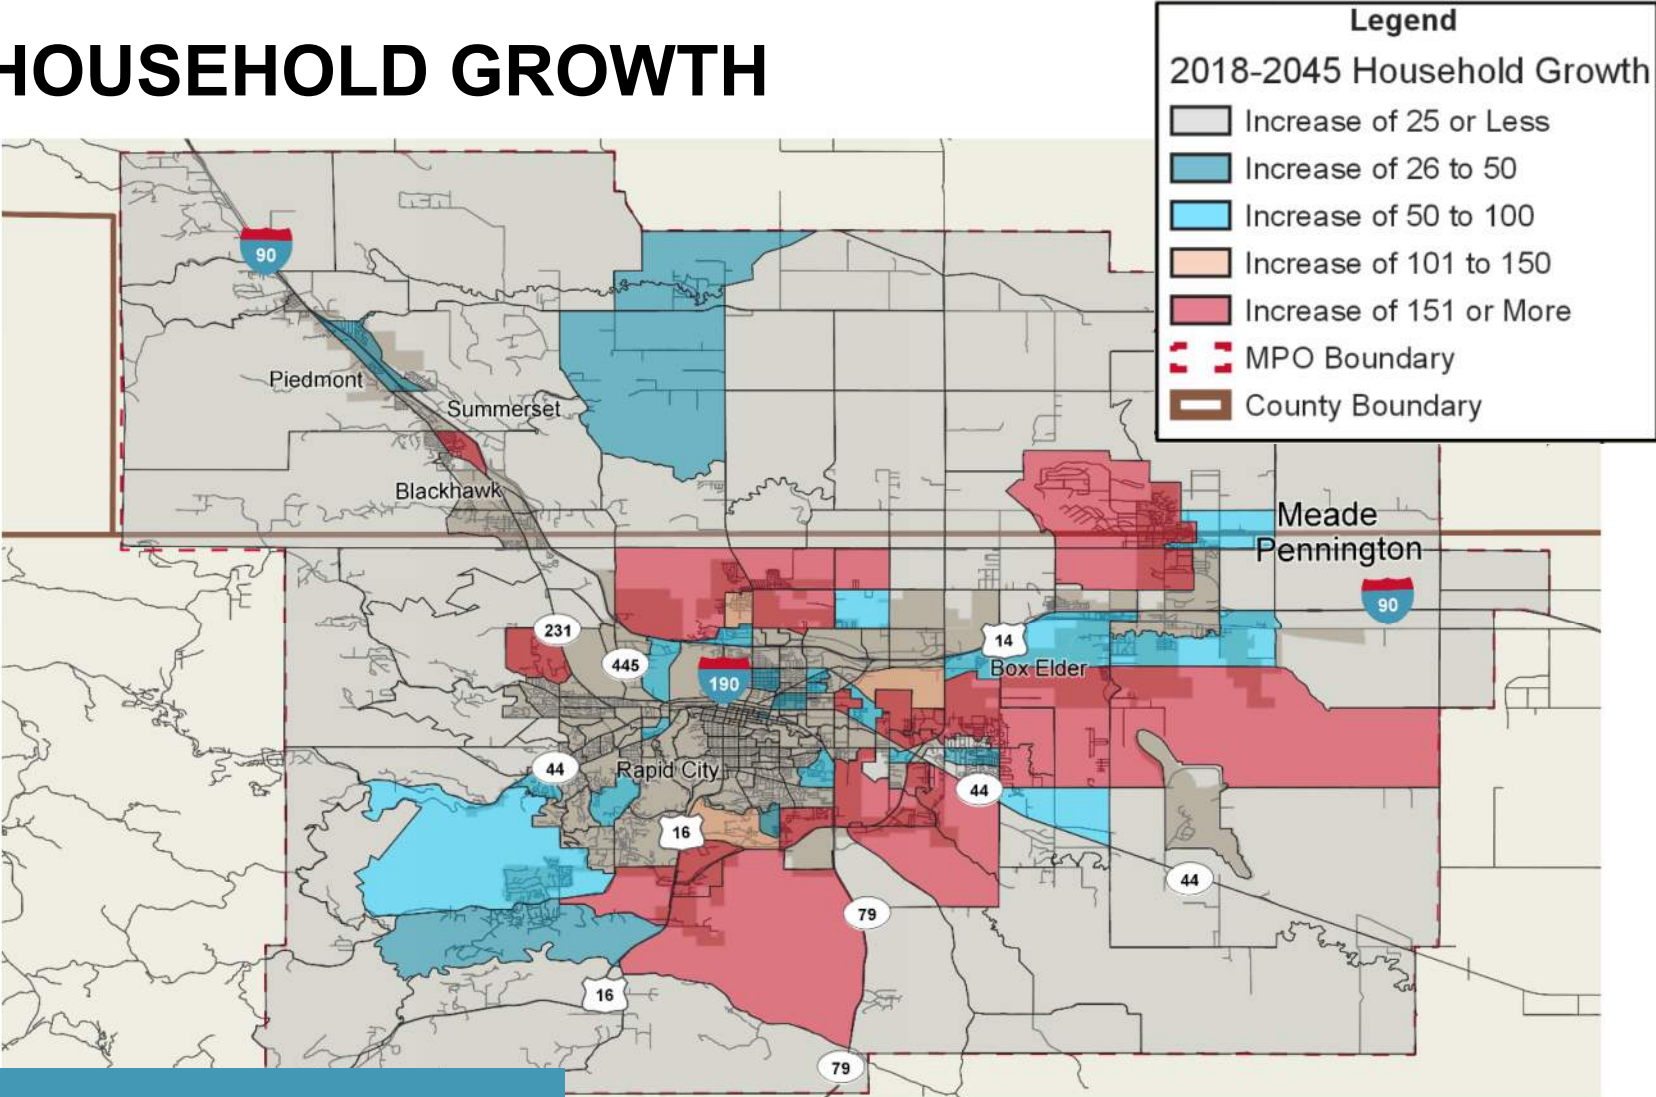 HOUSEHOLD GROWTH
Legend
2018-2045 Household Growth
Increase of 25 or Less
Increase of 26 to 50
Increase of 50 to 100
Increase of 101 to 150
Increase of 151 or More
MPO Boundary
County Boundary
90
Piedmont
Summerset
Blackhawk
Meade
Pennington
90
231
14
445
Box Elder
190
44
Rapid City
44
16
44
79
16
79